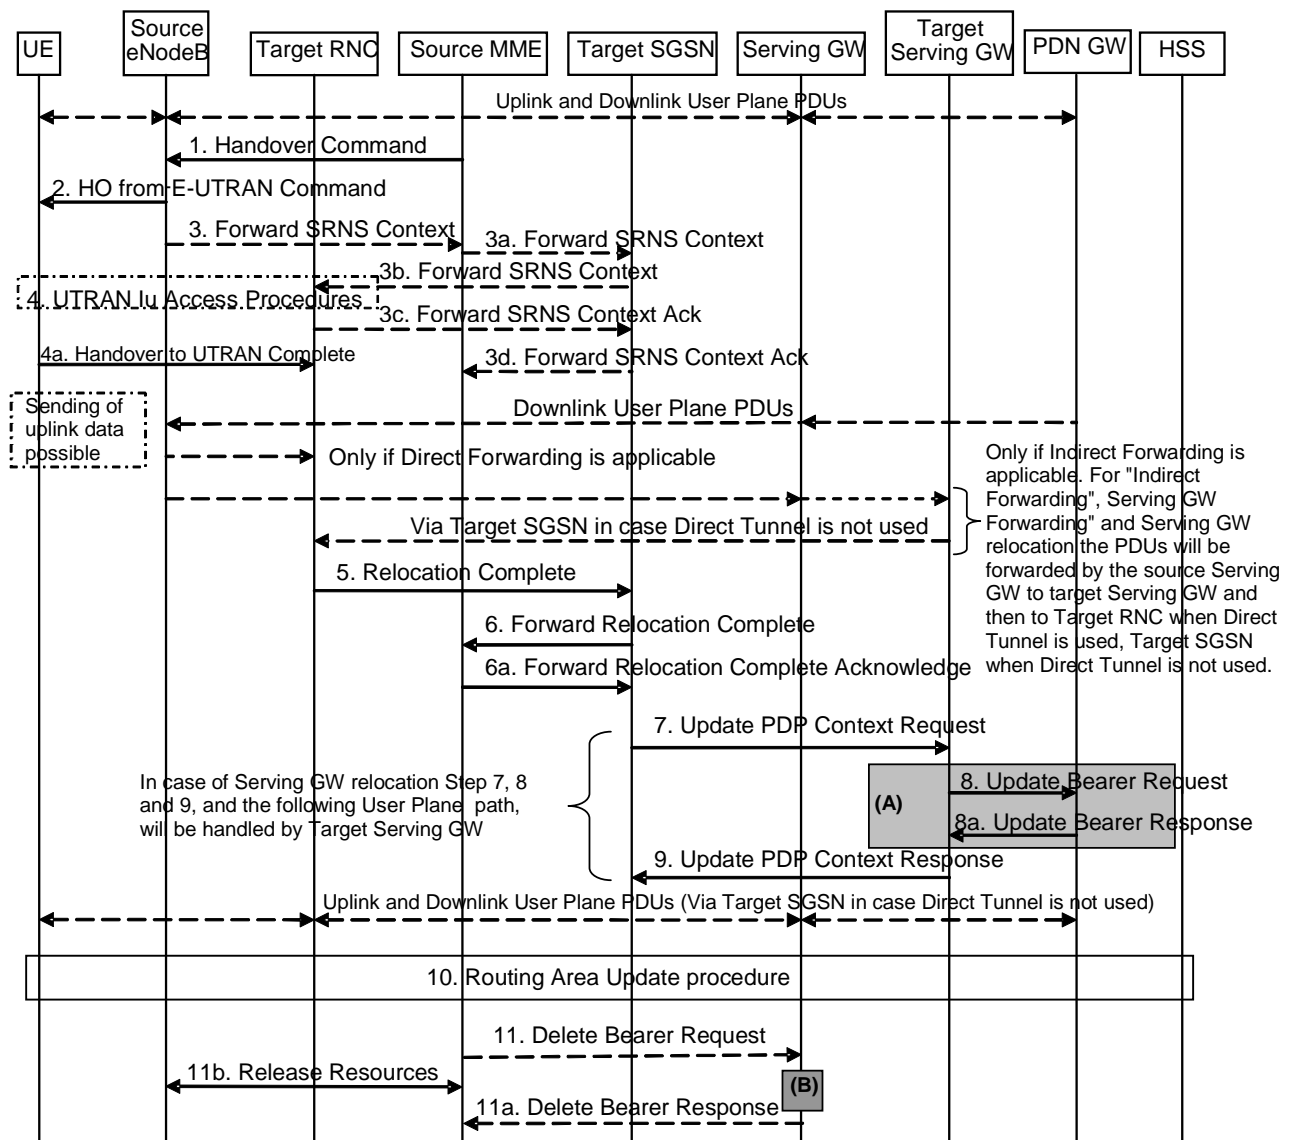 UE
Source
eNodeB
Target RNC
Source MME
Target SGSN
Serving GW
Target
Serving GW
PDN GW
HSS
Uplink and Downlink User Plane PDUs
1. Handover Command
2. HO from E-UTRAN Command
3. Forward SRNS Context
3a. Forward SRNS Context
3b. Forward SRNS Context
4. UTRAN Iu Access Procedures
3c. Forward SRNS Context Ack
4a. Handover to UTRAN Complete
3d. Forward SRNS Context Ack
Sending of
uplink data
possible
Downlink User Plane PDUs
Only if Direct Forwarding is applicable
Only if Indirect Forwarding is
applicable. For "Indirect
Forwarding", Serving GW
Forwarding" and Serving GW
relocation the PDUs will be
forwarded by the source Serving
GW to target Serving GW and
then to Target RNC when Direct
Tunnel is used, Target SGSN
when Direct Tunnel is not used.
Via Target SGSN in case Direct Tunnel is not used
5. Relocation Complete
6. Forward Relocation Complete
6a. Forward Relocation Complete Acknowledge
7. Update PDP Context Request
In case of Serving GW relocation Step 7, 8
and 9, and the following User Plane path,
will be handled by Target Serving GW
(A)
8. Update Bearer Request
8a. Update Bearer Response
9. Update PDP Context Response
Uplink and Downlink User Plane PDUs (Via Target SGSN in case Direct Tunnel is not used)
10. Routing Area Update procedure
11. Delete Bearer Request
11b. Release Resources
(B)
11a. Delete Bearer Response